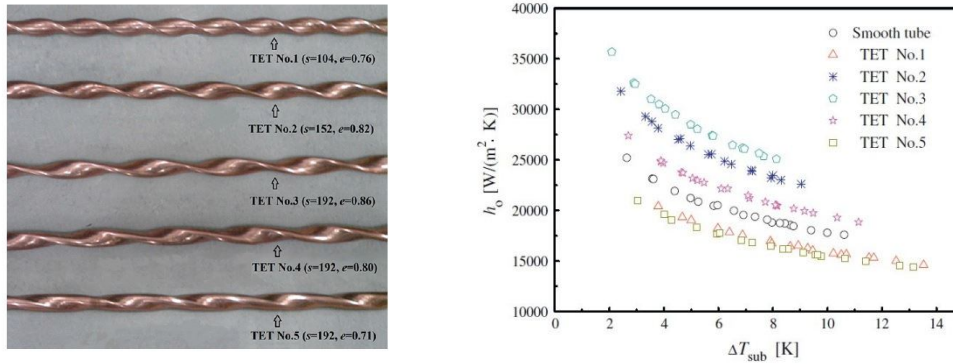 TET No.1 (s=104, e=0.76)
TET No.2 (s=152, e=0.82)
TET No.3 (s=192, e=0.86)
TET No.4 (s=192, e=0.80)
TET No.5 (s=192, e=0.71)
40000
35000
30000
25000
20000
15000
10000
hₒ [W/(m²· K)]
Smooth tube
TET No.1
TET No.2
TET No.3
TET No.4
TET No.5
0 2 4 6 8 10 12 14
ΔTsub [K]